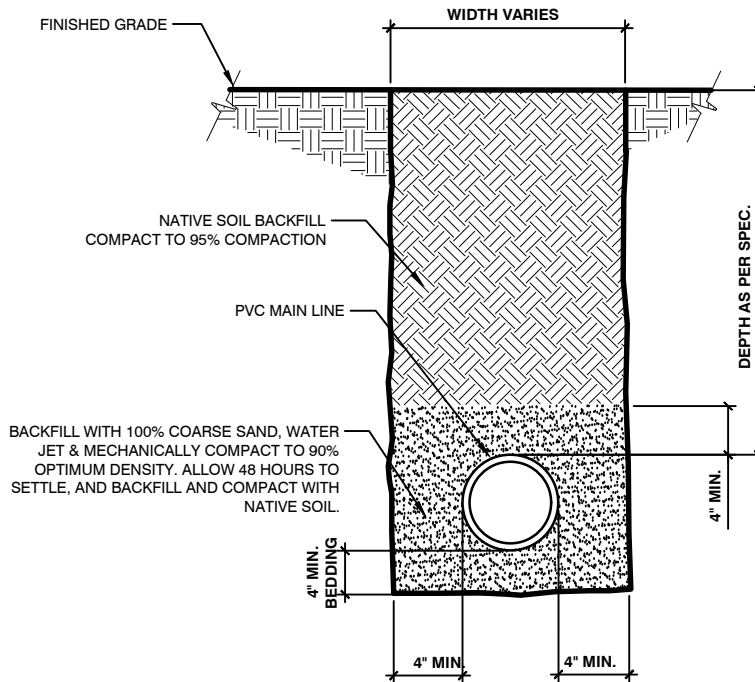 WIDTH VARIES
FINISHED GRADE
NATIVE SOIL BACKFILL
COMPACT TO 95% COMPACTION
DEPTH AS PER SPEC.
PVC MAIN LINE
BACKFILL WITH 100% COARSE SAND, WATER
JET & MECHANICALLY COMPACT TO 90%
OPTIMUM DENSITY. ALLOW 48 HOURS TO
SETTLE, AND BACKFILL AND COMPACT WITH
NATIVE SOIL.
4" MIN.
4" MIN.
BEDDING
4" MIN.
4" MIN.